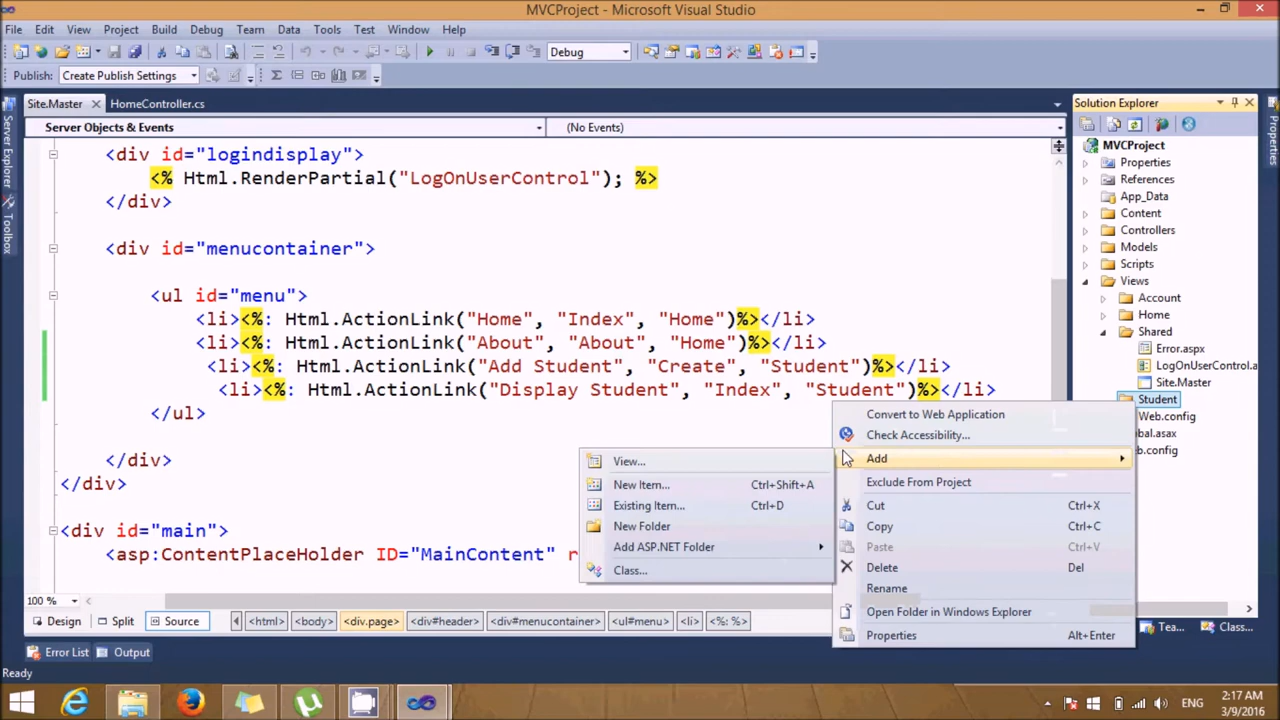 MVCProject - Microsoft Visual Studio
File Edit View Project Build Debug Team Data Tools Test Window Help
Debug
Publish: Create Publish Settings
Site.Master HomeController.cs
Server Objects & Events (No Events)
<div id="logindisplay">
<% Html.RenderPartial("LogOnUserControl"); %>
</div>
<div id="menucontainer">
<ul id="menu">
<li><%: Html.ActionLink("Home", "Index", "Home")%></li>
<li><%: Html.ActionLink("About", "About", "Home")%></li>
<li><%: Html.ActionLink("Add Student", "Create", "Student")%></li>
<li><%: Html.ActionLink("Display Student", "Index", "Student")%></li>
</ul>
</div>
</div>
<div id="main">
<asp:ContentPlaceHolder ID="MainContent" r
100 %
Design Split Source <html> <body> <div.page> <div#header> <div#menucontainer> <ul#menu> <li> <%: %>
Error List Output
Ready
Server Explorer
Toolbox
Solution Explorer
Properties
MVCProject
Properties
References
App_Data
Content
Controllers
Models
Scripts
Views
Account
Home
Shared
Error.aspx
LogOnUserControl.a
Site.Master
Student
Web.config
bal.asax
b.config
Tea... Class...
Convert to Web Application
Check Accessibility...
Add
Exclude From Project
Cut Ctrl+X
Copy Ctrl+C
Paste Ctrl+V
Delete Del
Rename
Open Folder in Windows Explorer
Properties Alt+Enter
View...
New Item... Ctrl+Shift+A
Existing Item... Ctrl+D
New Folder
Add ASP.NET Folder
Class...
ENG
2:17 AM
3/9/2016